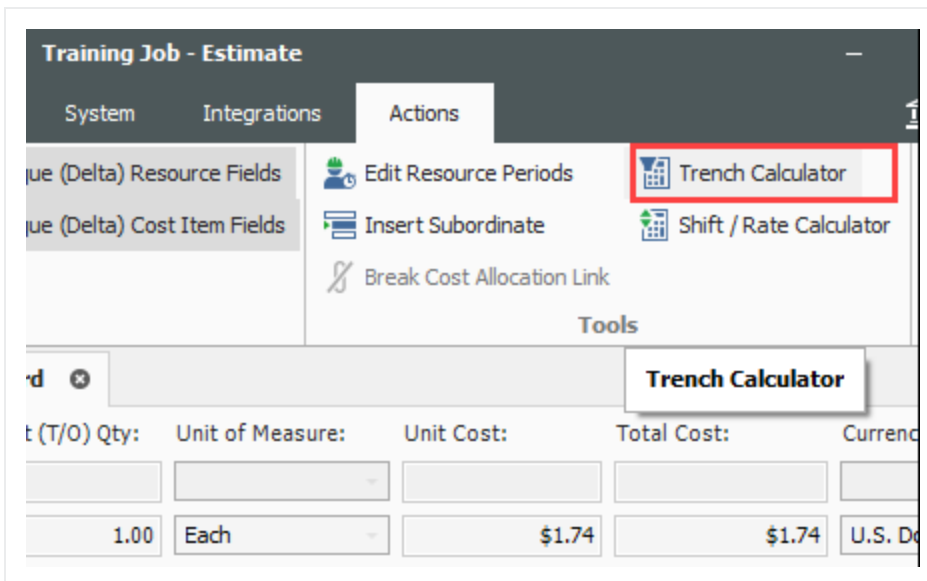 Training Job - Estimate
System Integrations Actions
que (Delta) Resource Fields Edit Resource Periods Trench Calculator
que (Delta) Cost Item Fields Insert Subordinate Shift / Rate Calculator
Break Cost Allocation Link
Tools
rd Trench Calculator
t (T/O) Qty: Unit of Measure: Unit Cost: Total Cost: Currenc
1.00 Each $1.74 $1.74 U.S. Do